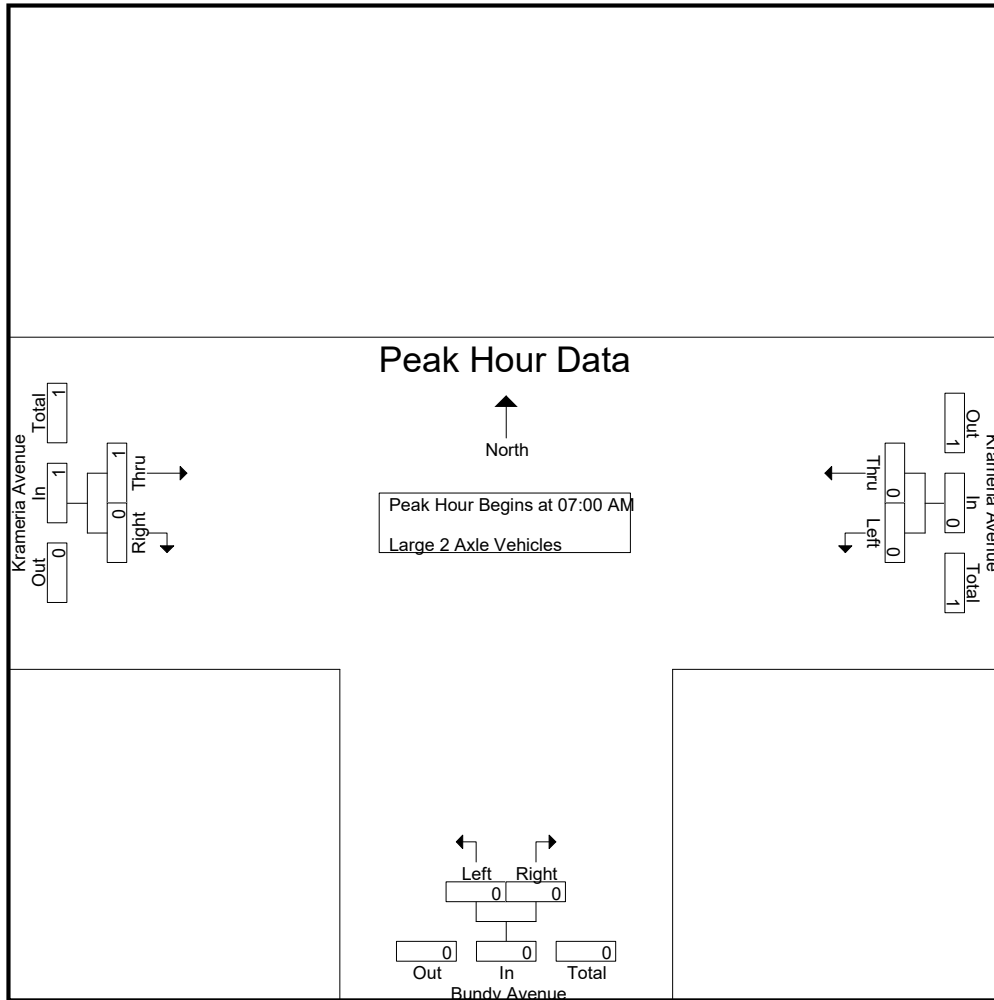 Peak Hour Data
North
Peak Hour Begins at 07:00 AM
Large 2 Axle Vehicles
Krameria Avenue
Out
In
Total
0
1
1
Right
Thru
0
1
Krameria Avenue
Out
In
Total
1
0
1
Thru
Left
0
0
Left
Right
0
0
0
0
0
Out
In
Total
Bundy Avenue